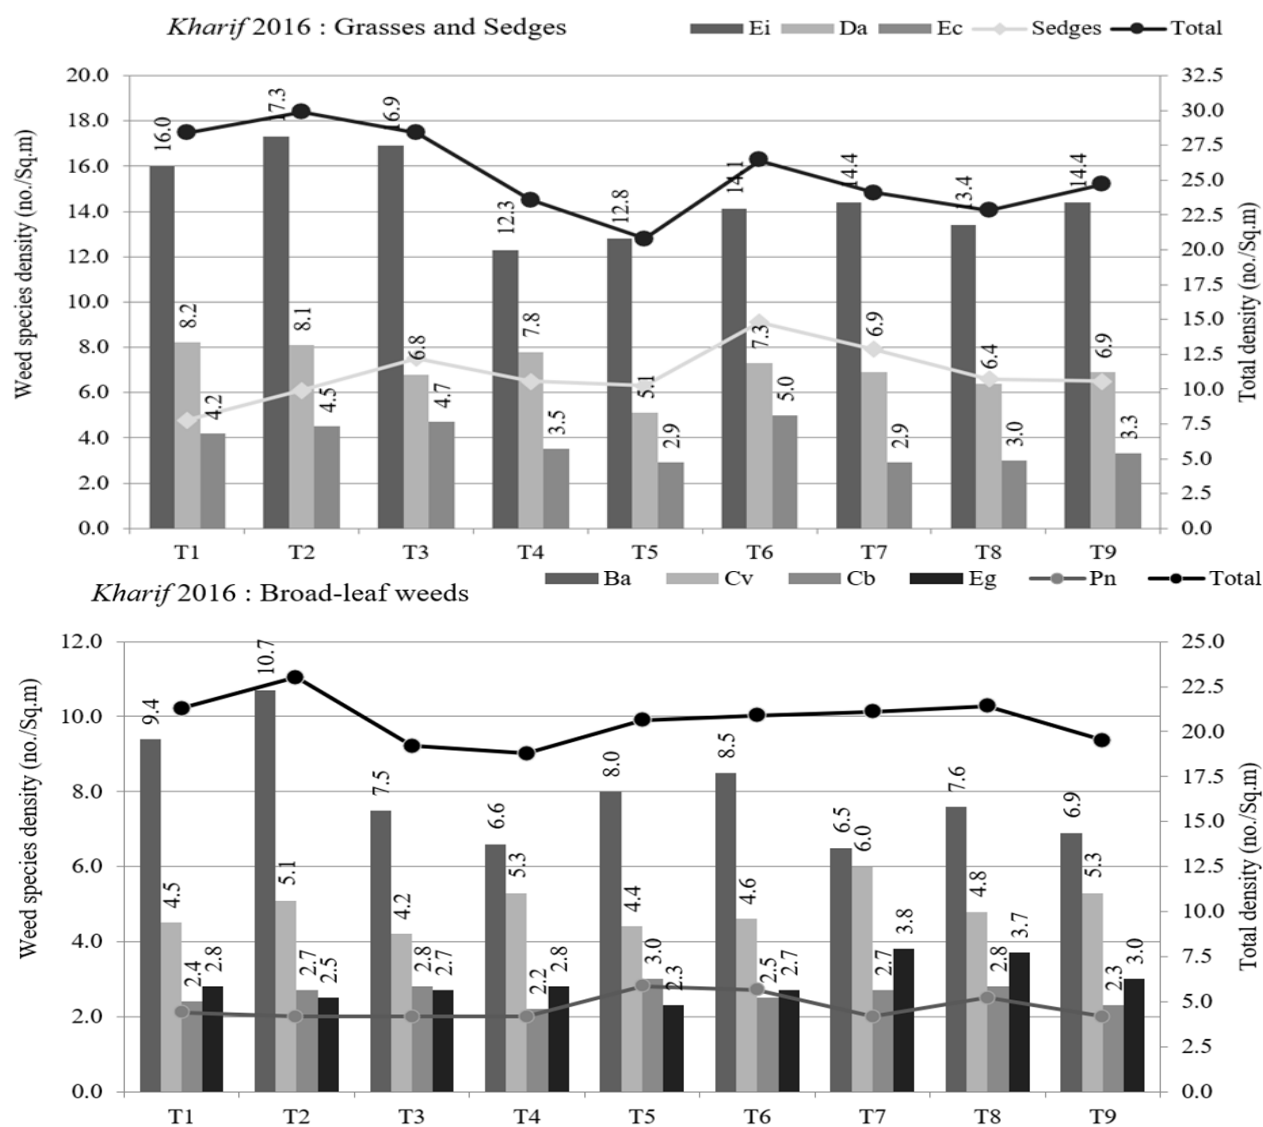 Kharif 2016 : Grasses and Sedges
Ei Da Ec Sedges Total
Weed species density (no./Sq.m)
20.0
18.0
16.0
14.0
12.0
10.0
8.0
6.0
4.0
2.0
0.0
16.0 8.2 4.2
7.3 8.1 4.5
6.9 6.8 4.7
12.3 7.8 3.5
12.8 5.1 2.9
14.1 7.3 5.0
14.4 6.9 2.9
3.4 6.4 3.0
14.4 6.9 3.3
32.5
30.0
27.5
25.0
22.5
20.0
17.5
15.0
12.5
10.0
7.5
5.0
2.5
0.0
Total density (no./Sq.m)
T1 T2 T3 T4 T5 T6 T7 T8 T9
Ba Cv Cb Eg Pn Total
Kharif 2016 : Broad-leaf weeds
Weed species density (no./Sq.m)
12.0
10.0
8.0
6.0
4.0
2.0
0.0
9.4 4.5 2.4 2.8
10.7 5.1 2.7 2.5
7.5 4.2 2.8 2.7
6.6 5.3 2.2 2.8
8.0 4.4 3.0 2.3
8.5 4.6 2.5 2.7
6.5 6.0 2.7 3.8
7.6 4.8 2.8 3.7
6.9 5.3 2.3 3.0
25.0
22.5
20.0
17.5
15.0
12.5
10.0
7.5
5.0
2.5
0.0
Total density (no./Sq.m)
T1 T2 T3 T4 T5 T6 T7 T8 T9